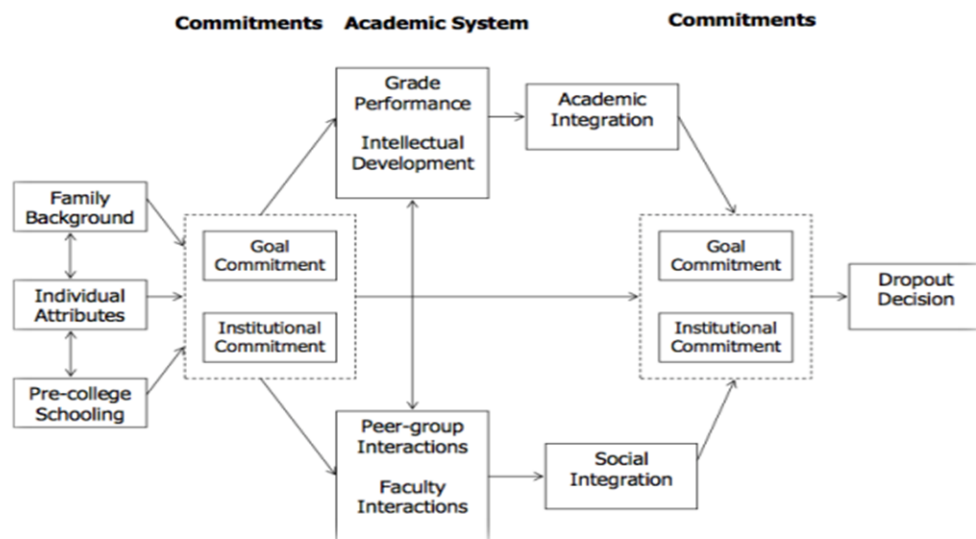 Commitments
Academic System
Commitments
Grade
Performance
Intellectual
Development
Academic
Integration
Family
Background
Individual
Attributes
Pre-college
Schooling
Goal
Commitment
Institutional
Commitment
Goal
Commitment
Institutional
Commitment
Dropout
Decision
Peer-group
Interactions
Faculty
Interactions
Social
Integration